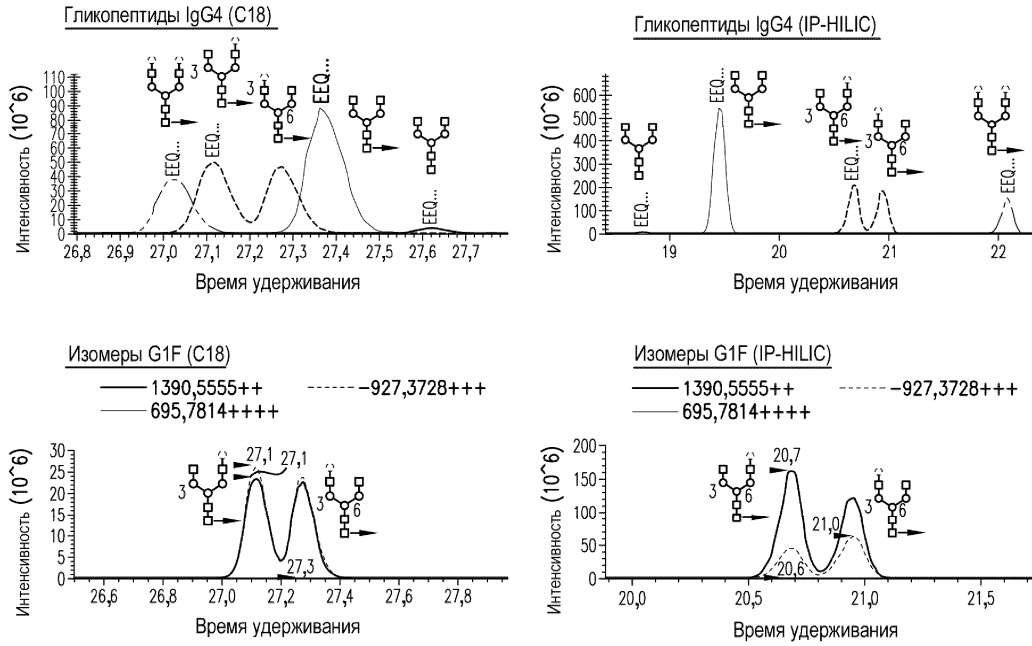 Гликопептиды IgG4 (C18)
Интенсивность (10^6)
110
100
90
80
70
60
50
40
30
20
10
0
3
3
6
EEQ...
EEQ...
EEQ...
EEQ...
26,8 26,9 27,0 27,1 27,2 27,3 27,4 27,5 27,6 27,7
Время удерживания
Гликопептиды IgG4 (IP-HILIC)
Интенсивность (10^6)
600
500
400
300
200
100
0
3 6
3 6
EEQ...
EEQ...
EEQ...
EEQ...
19 20 21 22
Время удерживания
Изомеры G1F (C18)
1390,5555++ -927,3728+++
695,7814++++
Интенсивность (10^6)
30
25
20
15
10
5
0
3
27,1 27,1
3 6
27,3
26,6 26,8 27,0 27,2 27,4 27,6 27,8
Время удерживания
Изомеры G1F (IP-HILIC)
1390,5555++ -927,3728+++
695,7814++++
Интенсивность (10^6)
200
150
100
50
0
3 6
20,7
21,0
3 6
20,6
20,0 20,5 21,0 21,5
Время удерживания